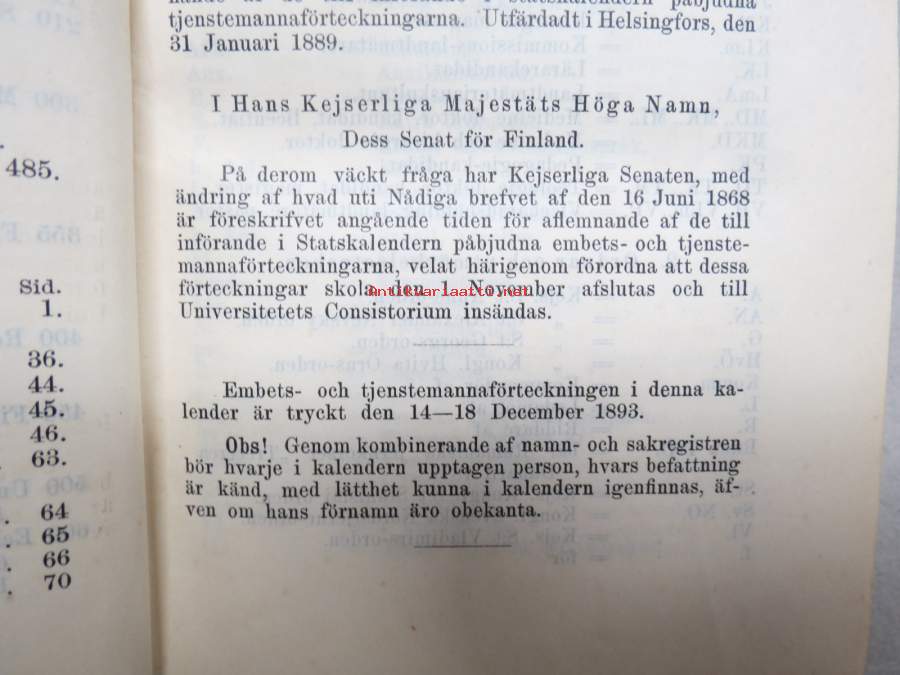 påbjudna
tjenstemannaförteckningarna. Utfärdadt i Helsingfors, den
31 Januari 1889.
I Hans Kejserliga Majestäts Höga Namn,
Dess Senat för Finland.
På derom väckt fråga har Kejserliga Senaten, med
ändring af hvad uti Nådiga brefvet af den 16 Juni 1868
är föreskrifvet angående tiden för aflemnande af de till
införande i Statskalendern påbjudna embets- och tjenste-
mannaförteckningarna, velat härigenom förordna att dessa
förteckningar skola den 1 November afslutas och till
Universitetets Consistorium insändas.
antikvariaatti.net
Embets- och tjenstemannaförteckningen i denna ka-
lender är tryckt den 14—18 December 1893.
Obs! Genom kombinerande af namn- och sakregistren
bör hvarje i kalendern upptagen person, hvars befattning
är känd, med lätthet kunna i kalendern igenfinnas, äf-
ven om hans förnamn äro obekanta.
485.
Sid.
1.
36.
44.
45.
46.
63.
64
65
66
70